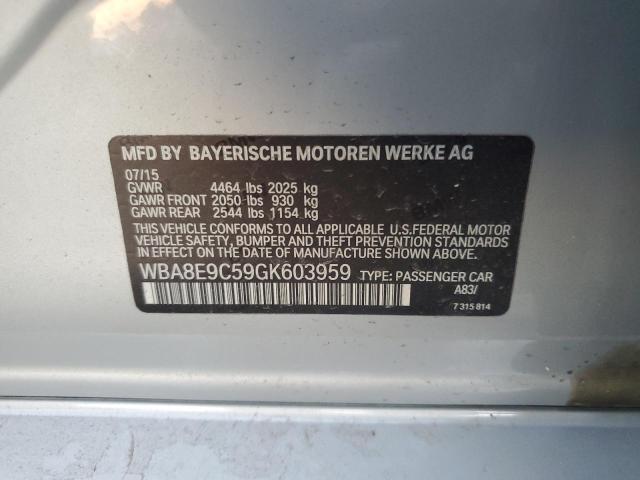 MFD BY BAYERISCHE MOTOREN WERKE AG
07/15
GVWR 4464 lbs 2025 kg
GAWR FRONT 2050 lbs 930 kg
GAWR REAR 2544 lbs 1154 kg
THIS VEHICLE CONFORMS TO ALL APPLICABLE U.S.FEDERAL MOTOR
VEHICLE SAFETY, BUMPER AND THEFT PREVENTION STANDARDS
IN EFFECT ON THE DATE OF MANUFACTURE SHOWN ABOVE.
WBA8E9C59GK603959 TYPE: PASSENGER CAR
A83/
7 315 814